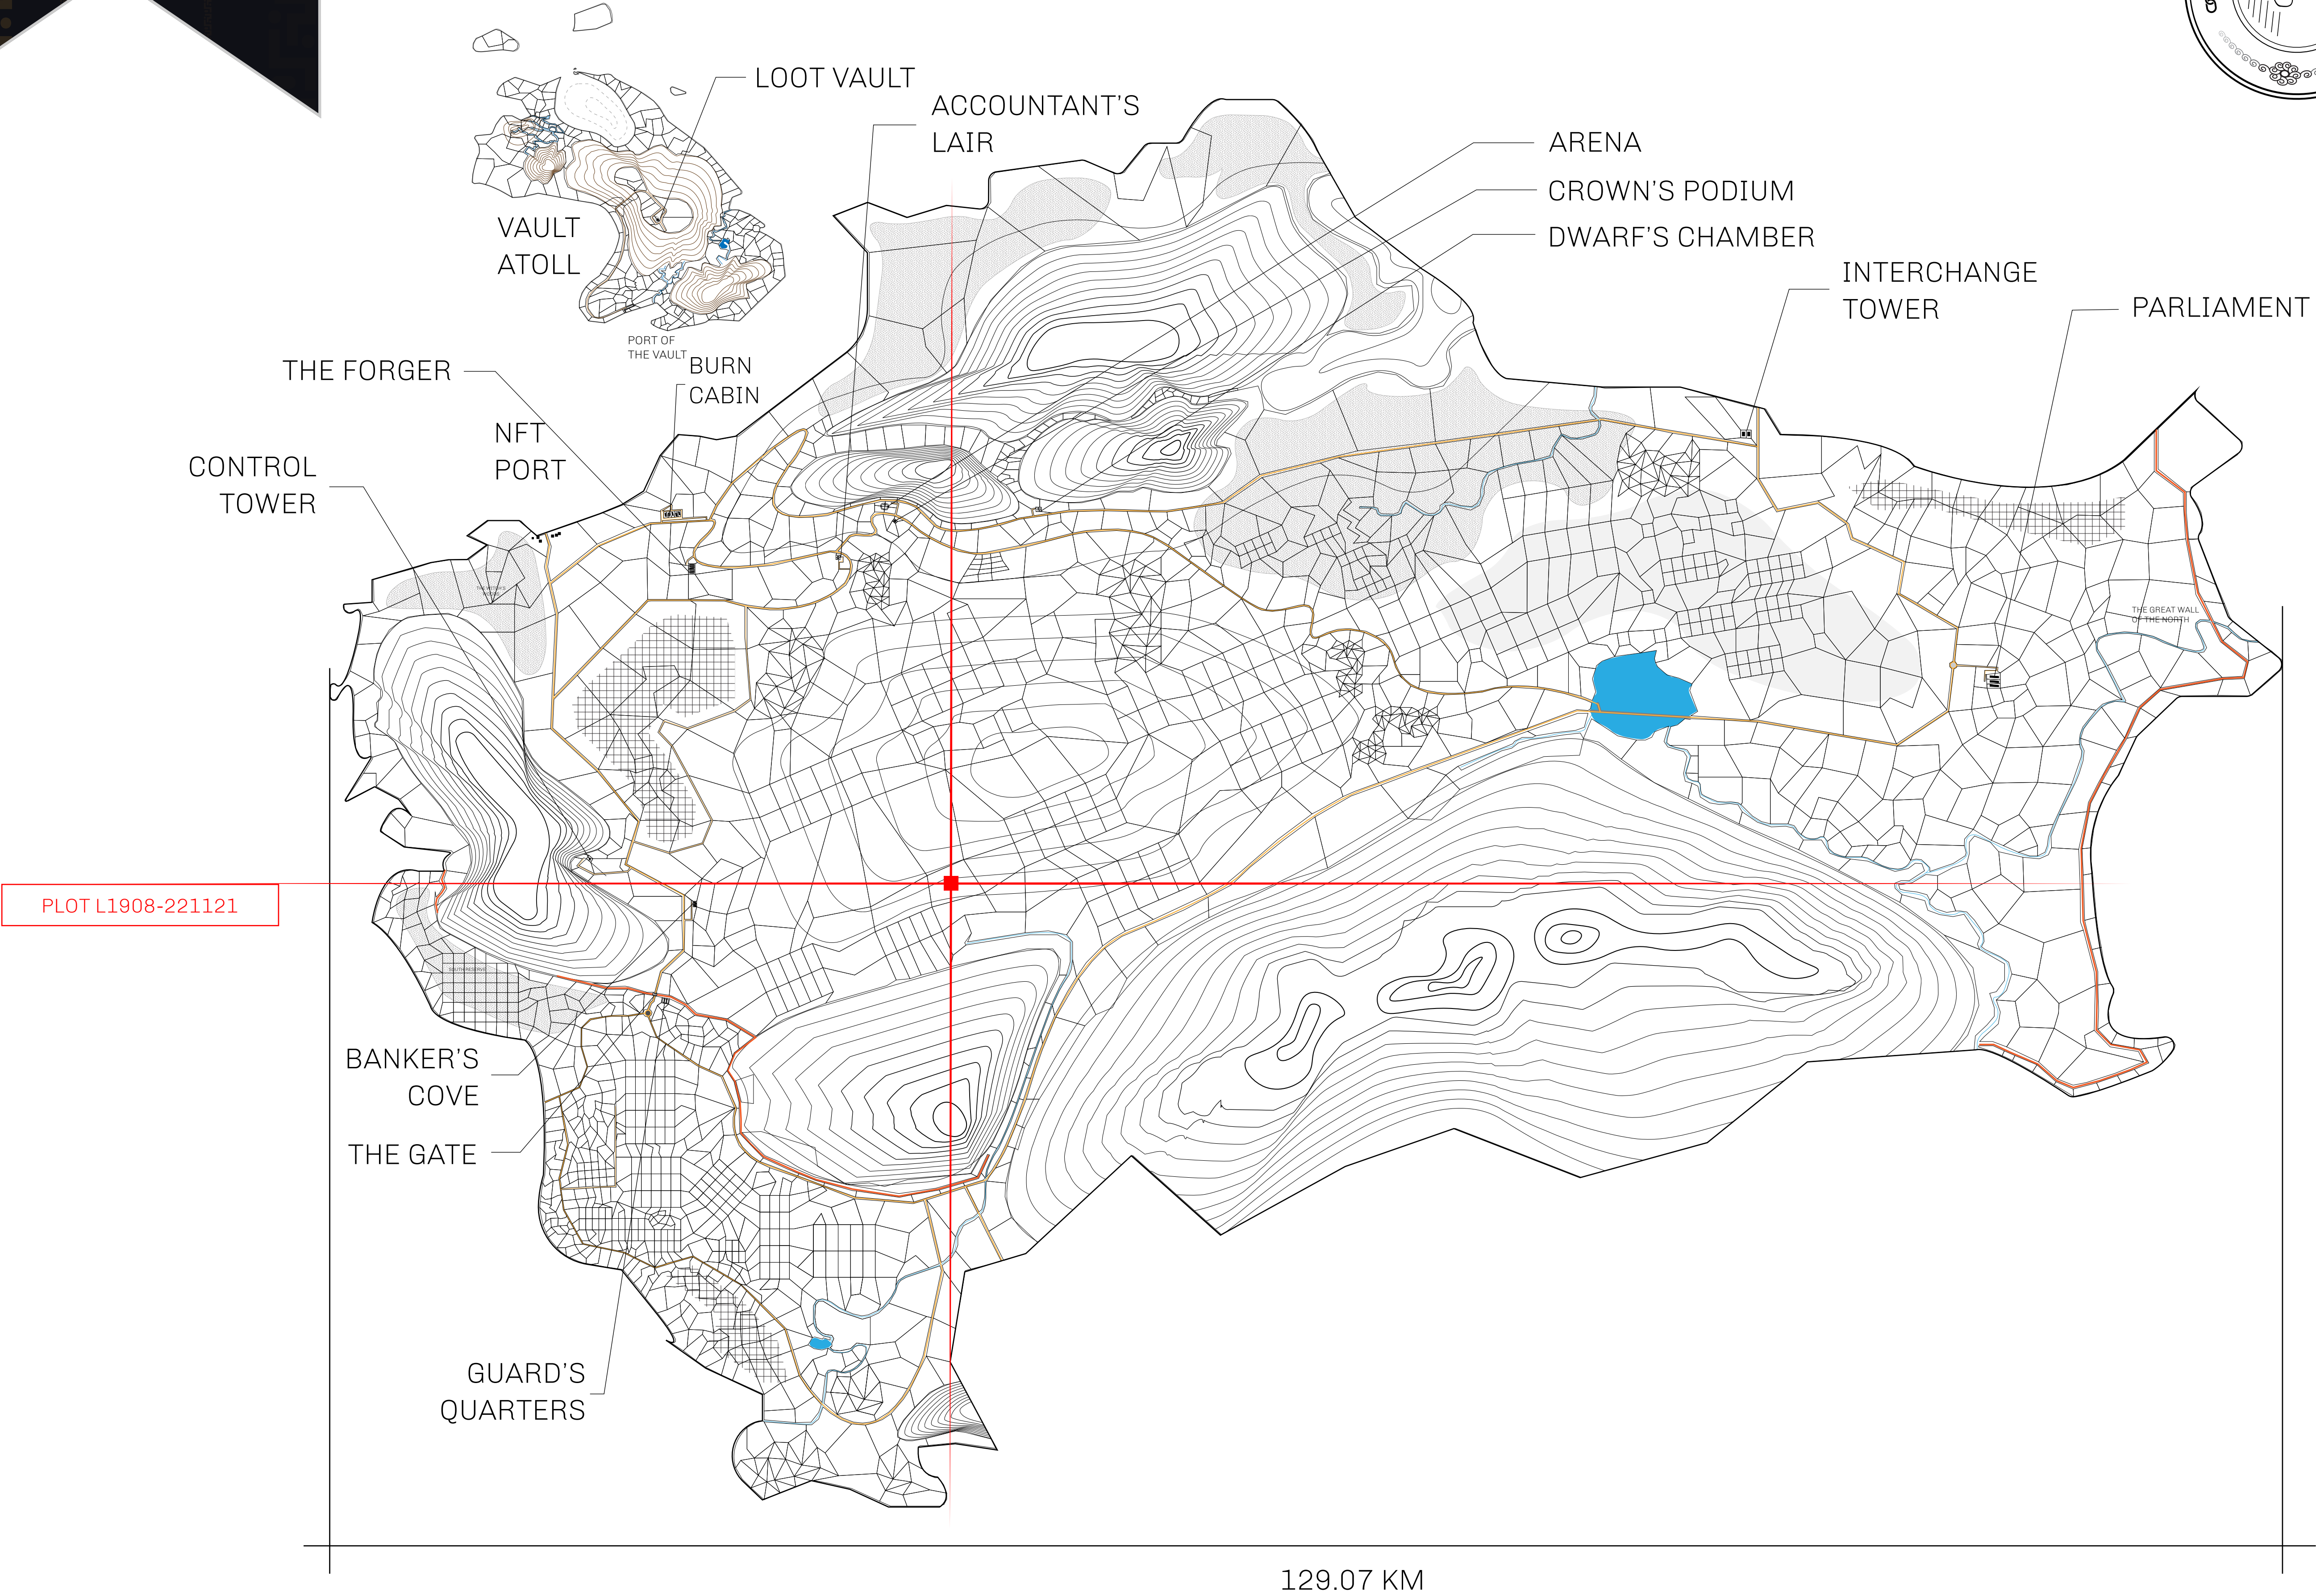 LOOT VAULT
ACCOUNTANT'S
LAIR
ARENA
CROWN'S PODIUM
DWARF'S CHAMBER
VAULT
ATOLL
INTERCHANGE
TOWER
PARLIAMENT
PORT OF
THE VAULT
THE FORGER
BURN
CABIN
NFT
PORT
CONTROL
TOWER
THE GREAT WALL
OF THE NORTH
PLOT L1908-221121
SOUTH RESERVE
BANKER'S
COVE
THE GATE
GUARD'S
QUARTERS
129.07 KM